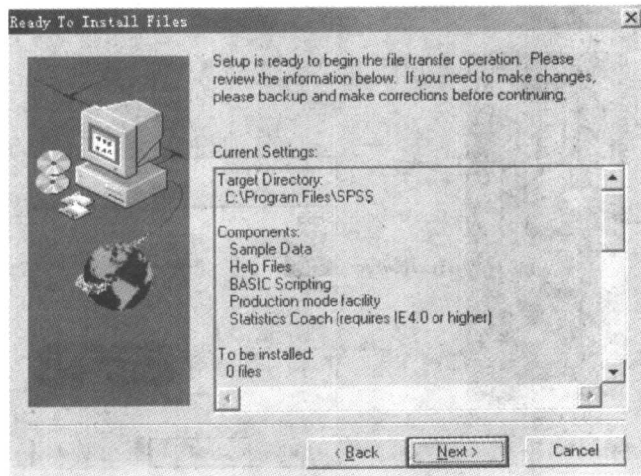 Ready To Install Files
Setup is ready to begin the file transfer operation. Please
review the information below. If you need to make changes,
please backup and make corrections before continuing.
Current Settings:
Target Directory:
C:\Program Files\SPSS
Components:
Sample Data
Help Files
BASIC Scripting
Production mode facility
Statistics Coach (requires IE4.0 or higher)
To be installed:
0 files
< Back
Next >
Cancel